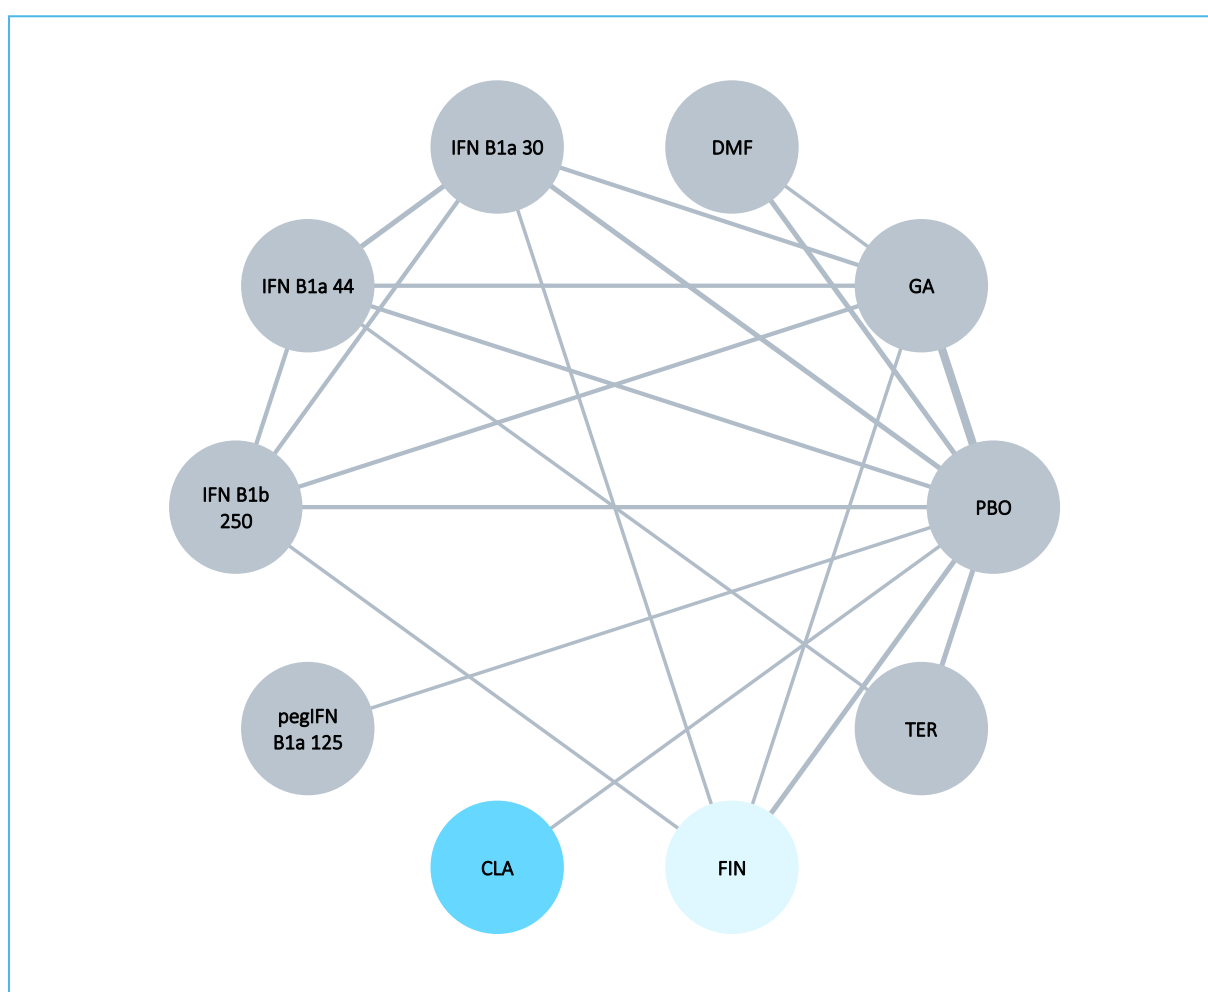 IFN B1a 30
DMF
IFN B1a 44
GA
IFN B1b
250
PBO
pegIFN
B1a 125
TER
CLA
FIN